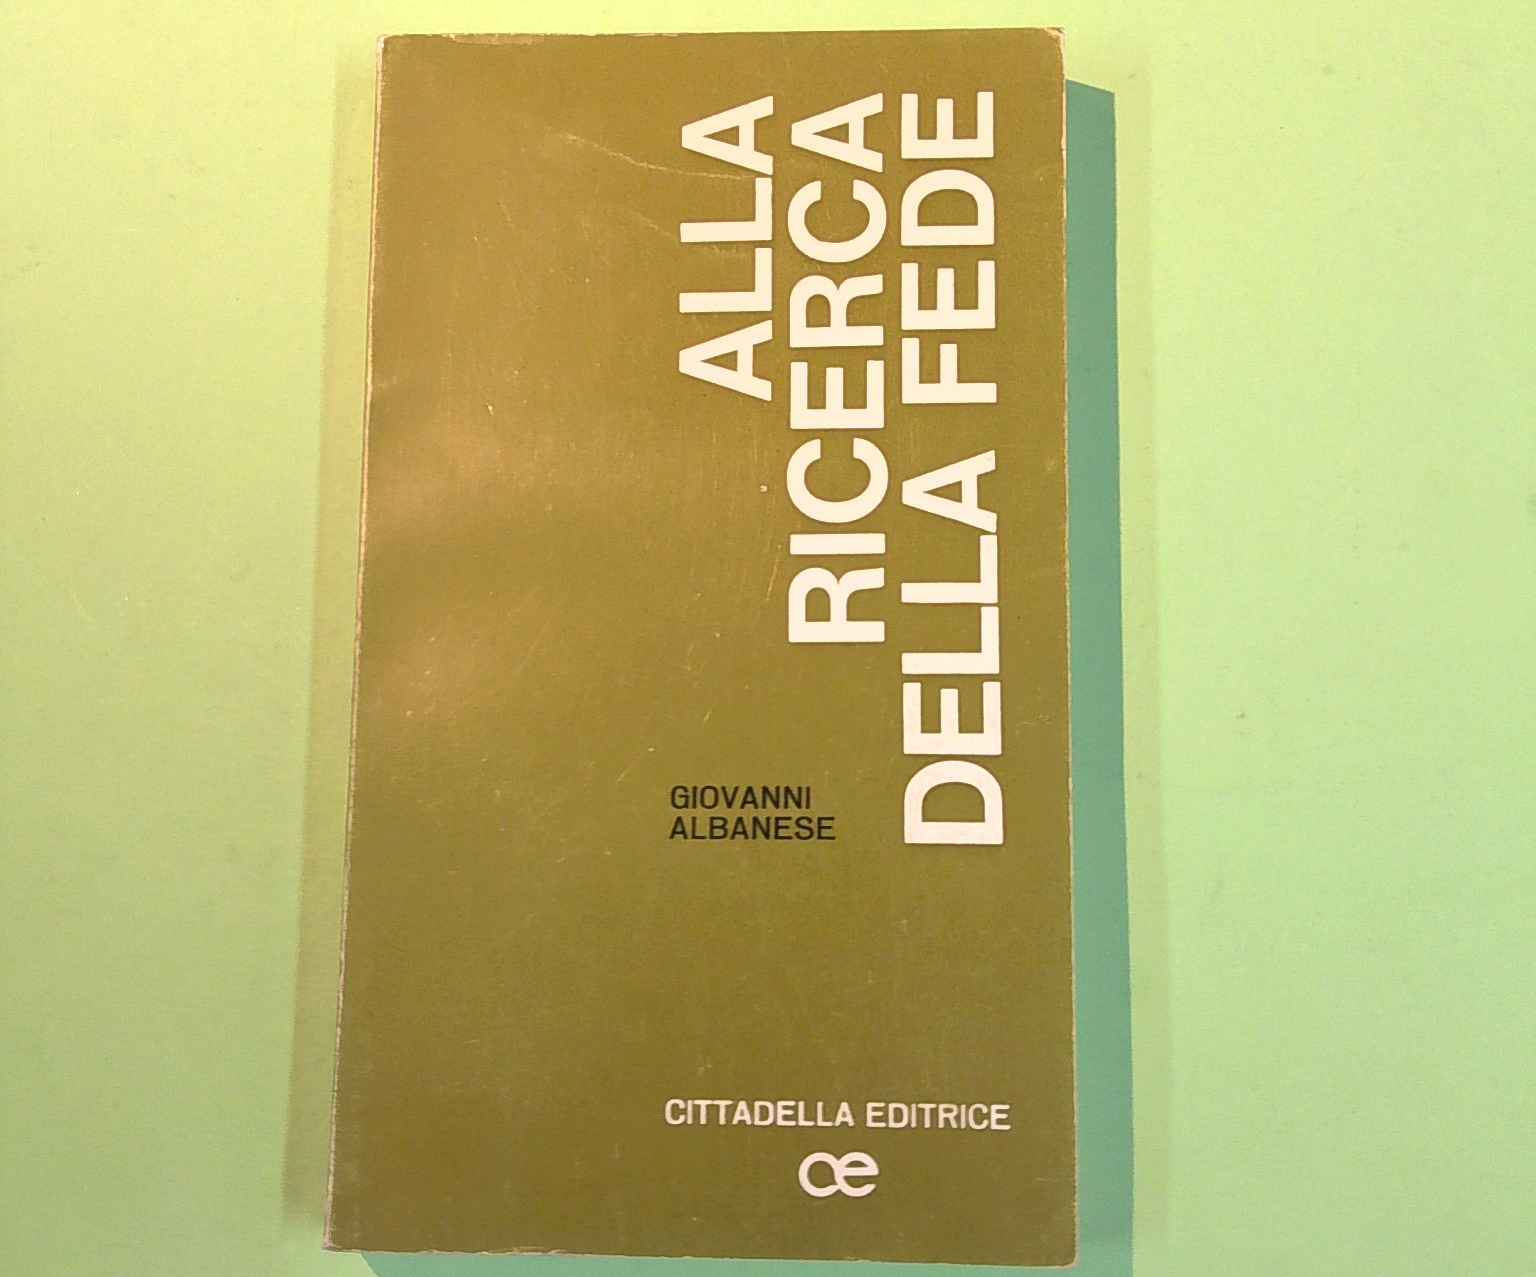 ALLA
RICERCA
DELLA FEDE
GIOVANNI
ALBANESE
CITTADELLA EDITRICE
ce